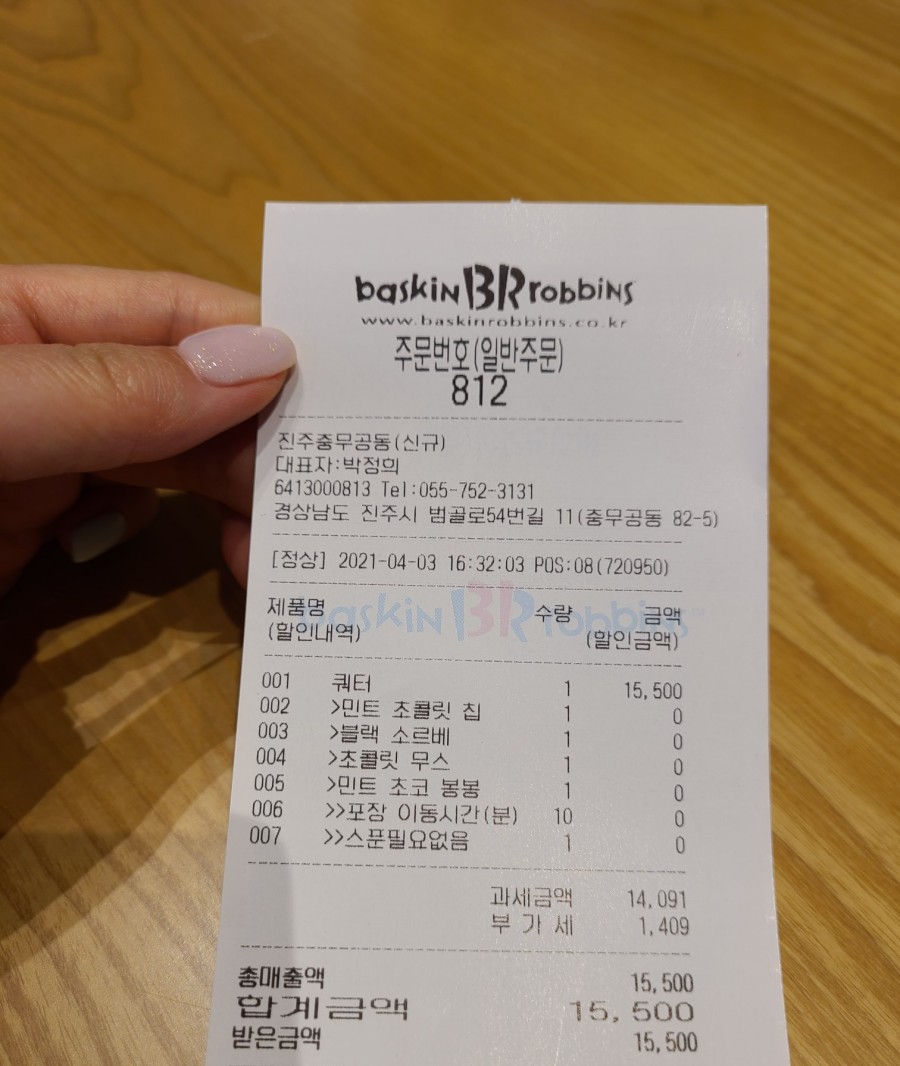 baskin BR robbins
www.baskinrobbins.co.kr
주문번호(일반주문)
812
진주충무공동(신규)
대표자:박정희
6413000813 Tel:055-752-3131
경상남도 진주시 범골로54번길 11(충무공동 82-5)
[정상] 2021-04-03 16:32:03 POS:08(720950)
baskin BR robbins™
제품명 수량 금액
(할인내역) (할인금액)
001 쿼터 1 15,500
002 >민트 초콜릿 칩 1 0
003 >블랙 소르베 1 0
004 >초콜릿 무스 1 0
005 >민트 초코 봉봉 1 0
006 >>포장 이동시간(분) 10 0
007 >>스푼필요없음 1 0
과세금액 14,091
부 가 세 1,409
총매출액 15,500
합계금액 15,500
받은금액 15,500